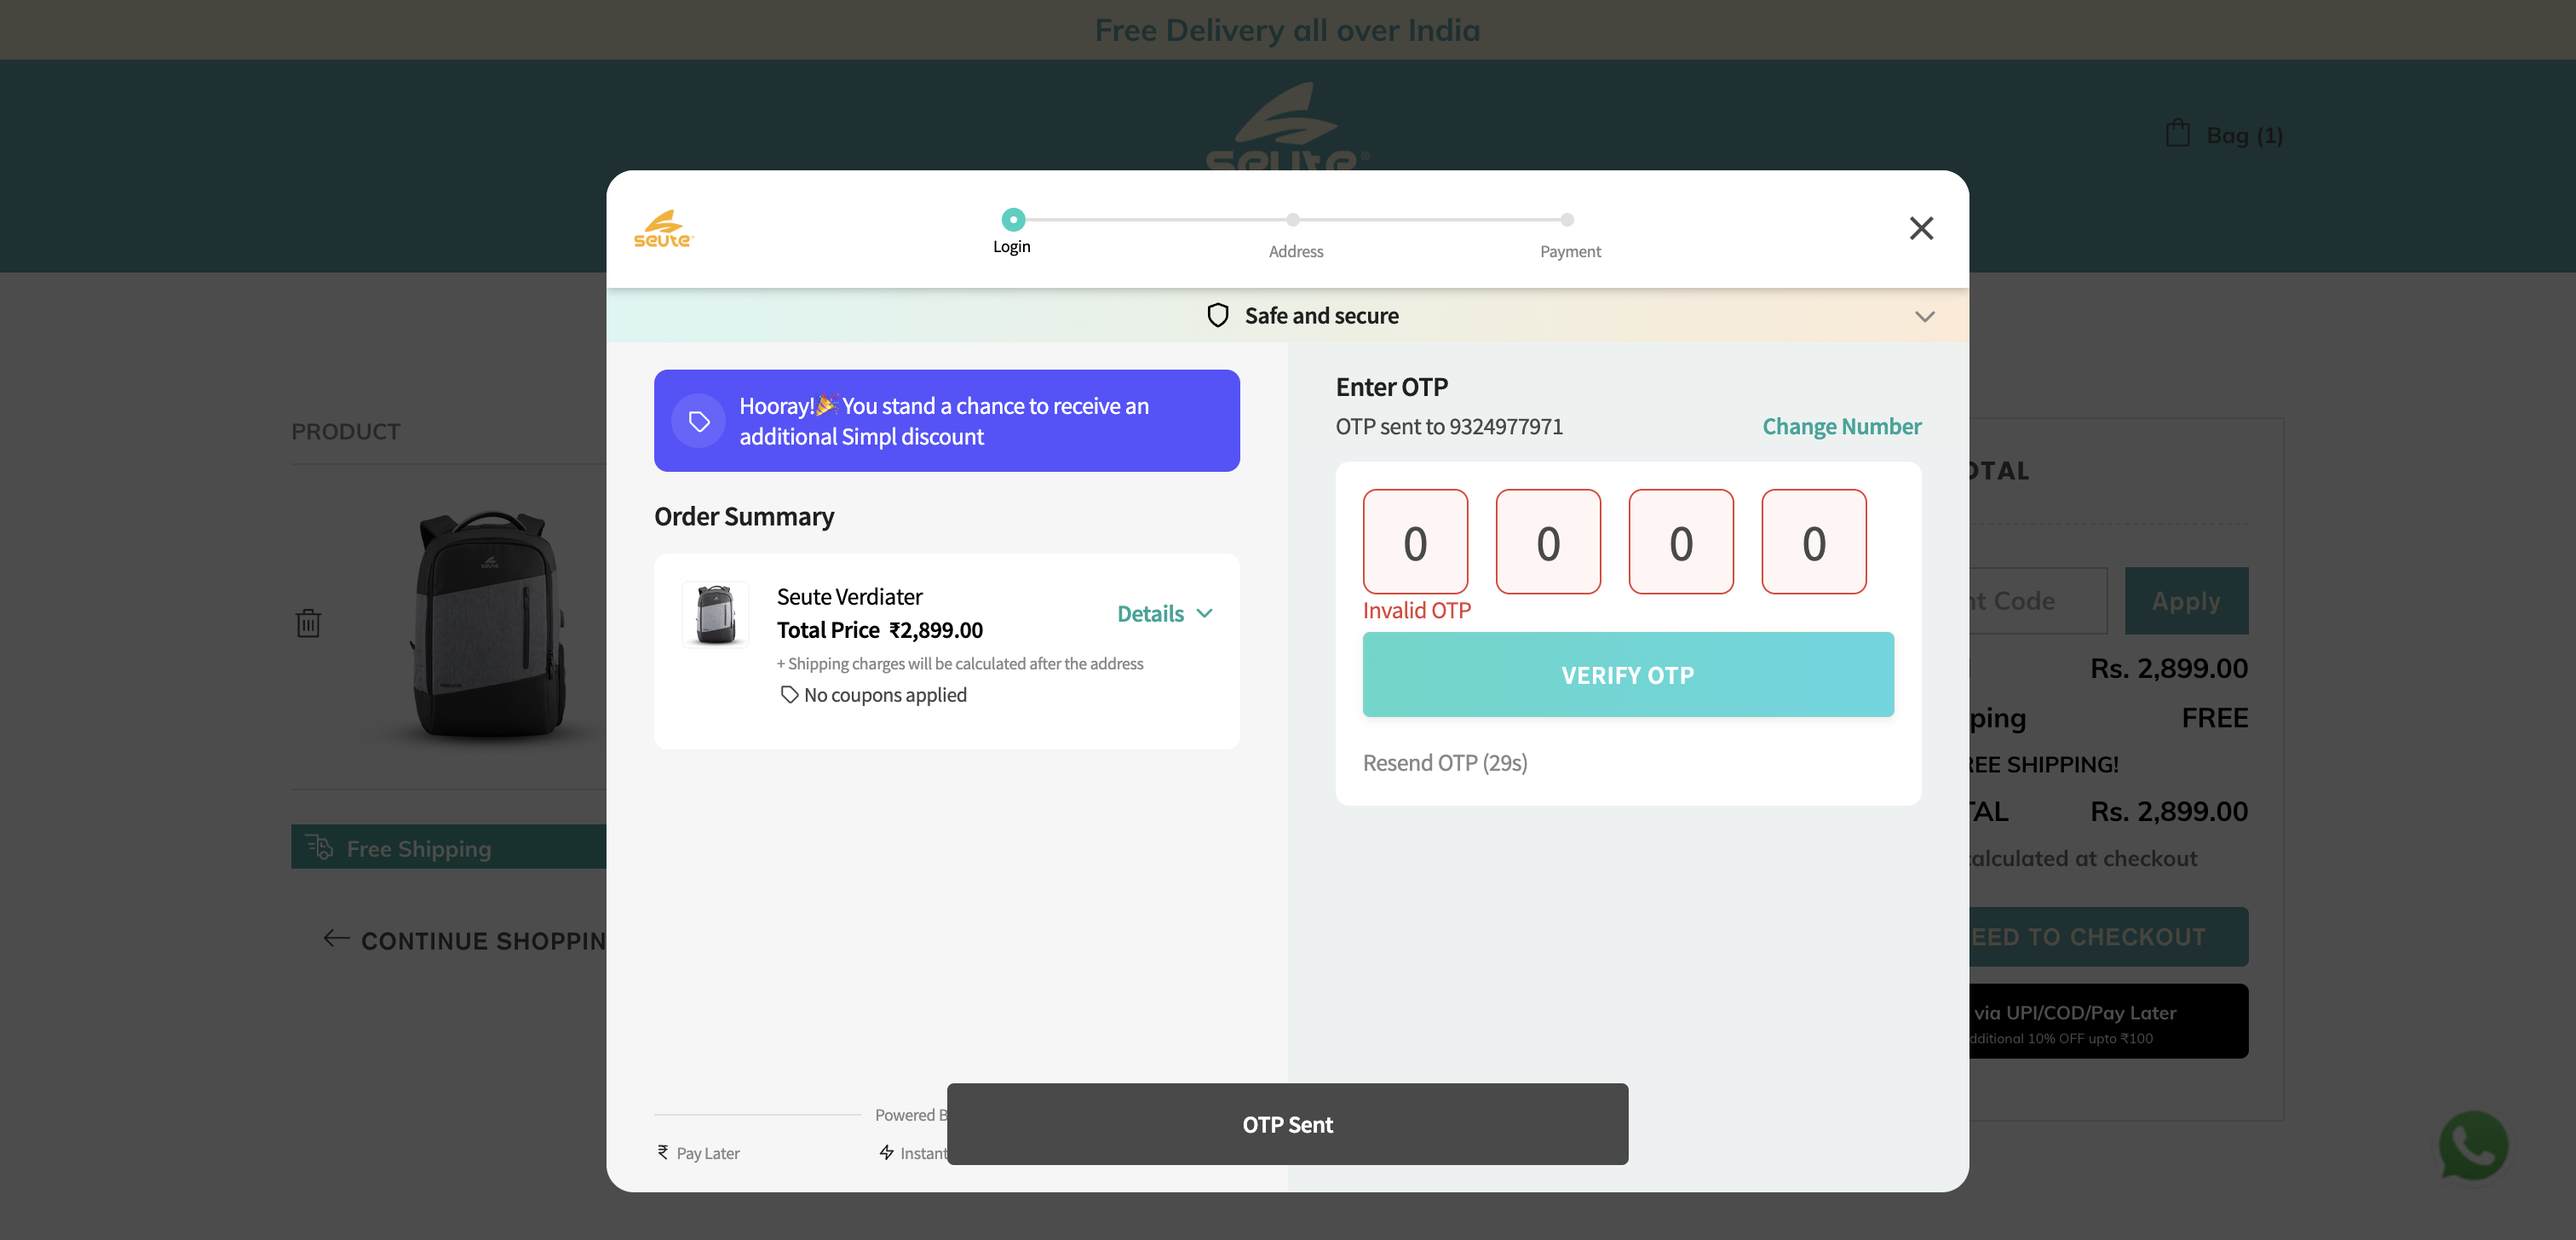 Free Delivery all over India
seute
Bag (1)
seute
Login
Address
Payment
Safe and secure
Hooray!🎉 You stand a chance to receive an
additional Simpl discount
Order Summary
Seute Verdiater
Total Price ₹2,899.00
+ Shipping charges will be calculated after the address
No coupons applied
Details
Enter OTP
OTP sent to 9324977971
Change Number
0 0 0 0
Invalid OTP
VERIFY OTP
Resend OTP (29s)
Powered B
Pay Later
Instant
OTP Sent
PRODUCT
Free Shipping
CONTINUE SHOPPIN
OTAL
nt Code
Apply
Rs. 2,899.00
ping
FREE
REE SHIPPING!
TAL
Rs. 2,899.00
calculated at checkout
EED TO CHECKOUT
via UPI/COD/Pay Later
dditional 10% OFF upto ₹100